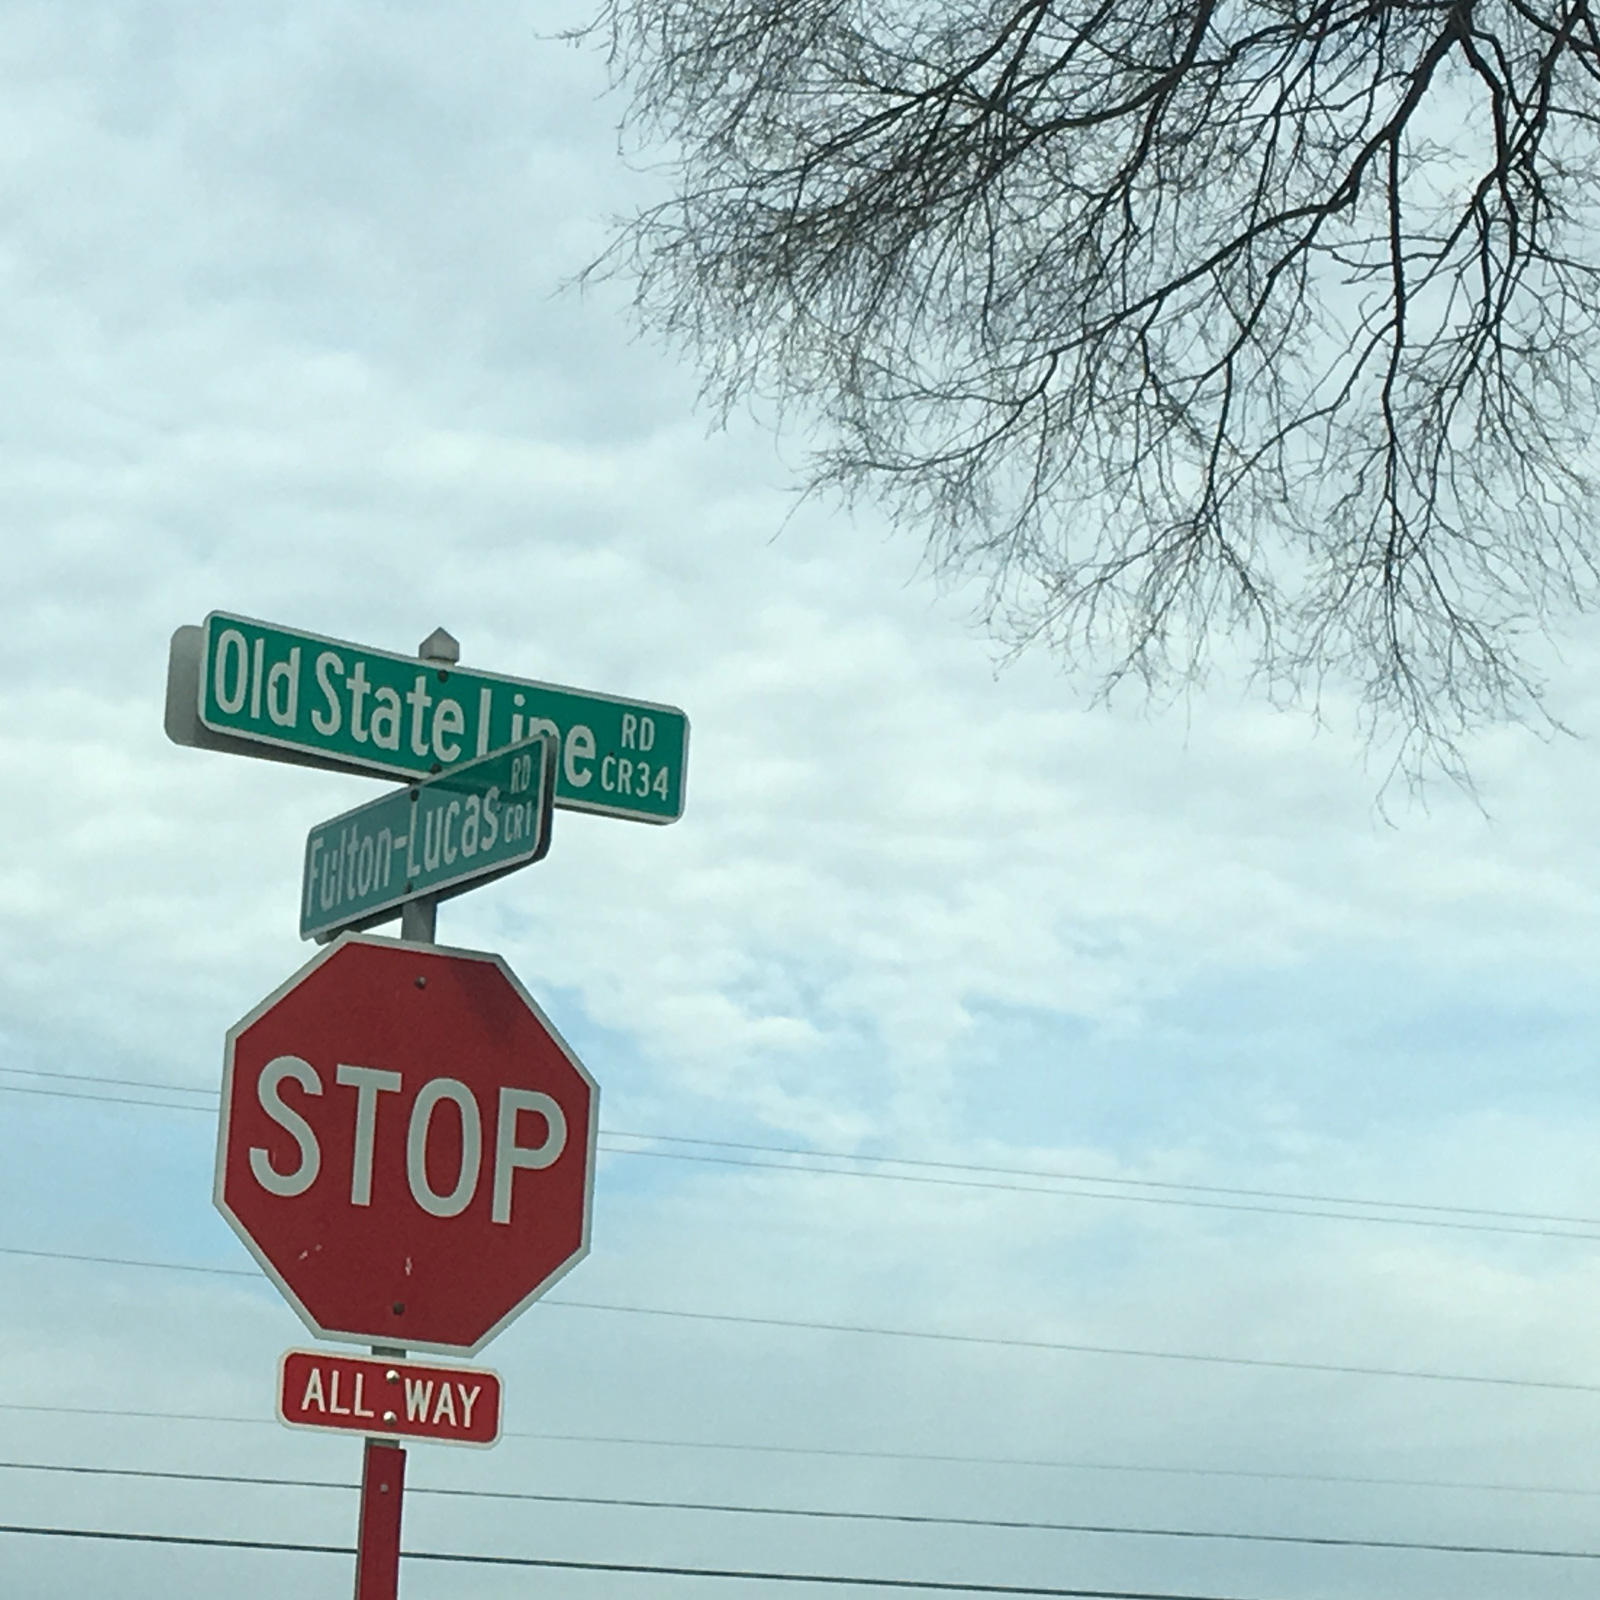 Old State Line RD
CR34
Fulton-Lucas RD
CR1
STOP
ALL WAY